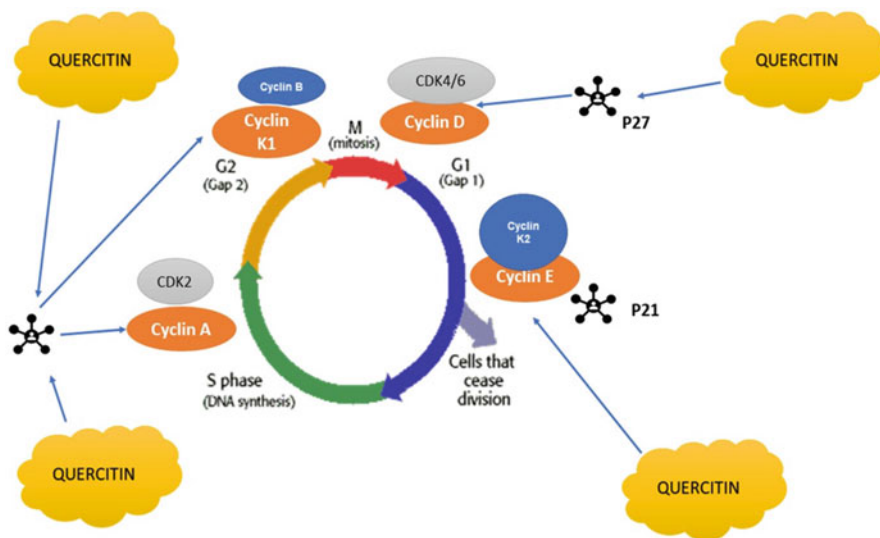 QUERCITIN
QUERCITIN
Cyclin B
Cyclin
K1
CDK4/6
Cyclin D
P27
M
(mitosis)
G2
(Gap 2)
G1
(Gap 1)
Cyclin
K2
Cyclin E
P21
CDK2
Cyclin A
S phase
(DNA synthesis)
Cells that
cease
division
QUERCITIN
QUERCITIN